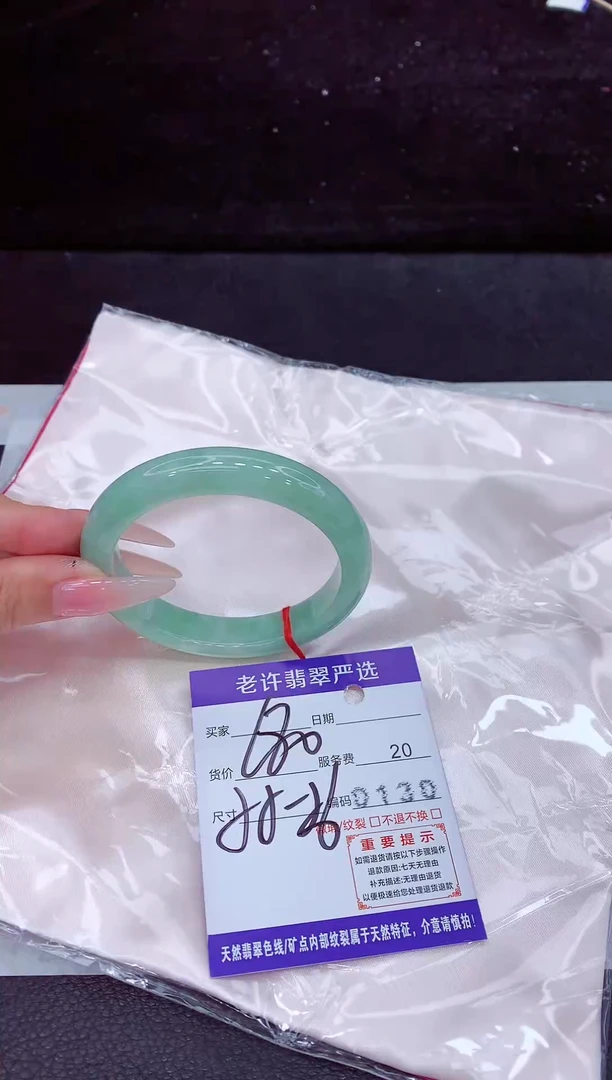 老许翡翠严选
买家 日期
货价 服务费 20
尺寸 编码 0130
/纹裂 □不退不换 □
重要提示
如需退货请按以下步骤操作
退款原因:七天无理由
补充描述:无理由退货
以便极速给您处理退货退款
天然翡翠色线/矿点内部纹裂属于天然特征，介意请慎拍!